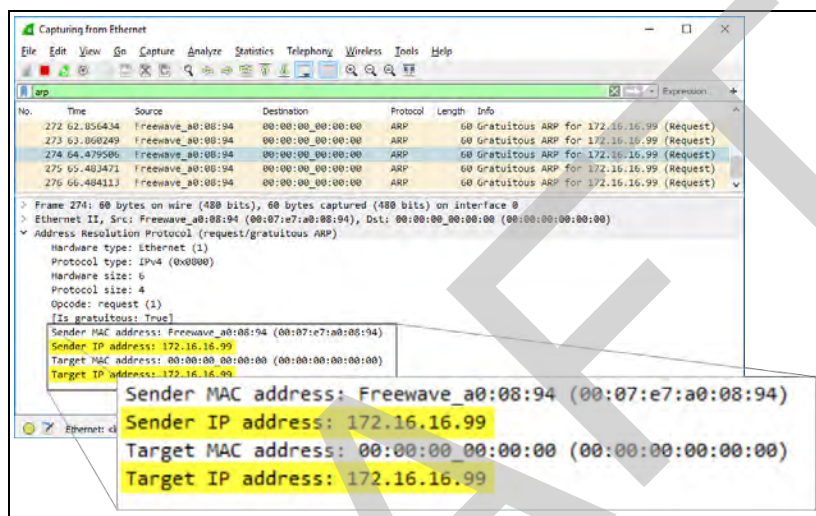 Capturing from Ethernet
File Edit View Go Capture Analyze Statistics Telephony Wireless Tools Help
arp
Expression...
No. Time Source Destination Protocol Length Info
272 62.856434 Freewave_a0:08:94 00:00:00_00:00:00 ARP 60 Gratuitous ARP for 172.16.16.99 (Request)
273 63.860249 Freewave_a0:08:94 00:00:00_00:00:00 ARP 60 Gratuitous ARP for 172.16.16.99 (Request)
274 64.479506 Freewave_a0:08:94 00:00:00_00:00:00 ARP 60 Gratuitous ARP for 172.16.16.99 (Request)
275 65.483471 Freewave_a0:08:94 00:00:00_00:00:00 ARP 60 Gratuitous ARP for 172.16.16.99 (Request)
276 66.484113 Freewave_a0:08:94 00:00:00_00:00:00 ARP 60 Gratuitous ARP for 172.16.16.99 (Request)
Frame 274: 60 bytes on wire (480 bits), 60 bytes captured (480 bits) on interface 0
Ethernet II, Src: Freewave_a0:08:94 (00:07:e7:a0:08:94), Dst: 00:00:00_00:00:00 (00:00:00:00:00:00)
Address Resolution Protocol (request/gratuitous ARP)
Hardware type: Ethernet (1)
Protocol type: IPv4 (0x0800)
Hardware size: 6
Protocol size: 4
Opcode: request (1)
[Is gratuitous: True]
Sender MAC address: Freewave_a0:08:94 (00:07:e7:a0:08:94)
Sender IP address: 172.16.16.99
Target MAC address: 00:00:00_00:00:00 (00:00:00:00:00:00)
Target IP address: 172.16.16.99
Sender MAC address: Freewave_a0:08:94 (00:07:e7:a0:08:94)
Sender IP address: 172.16.16.99
Target MAC address: 00:00:00_00:00:00 (00:00:00:00:00:00)
Target IP address: 172.16.16.99
Ethernet: